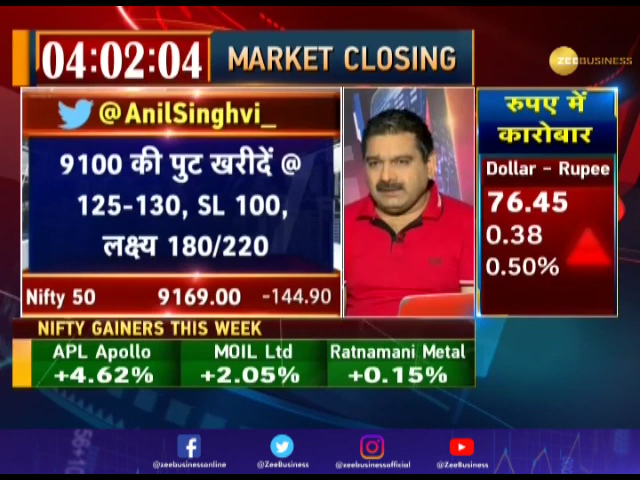 04:02:04
MARKET CLOSING
ZEEBUSINESS
@AnilSinghvi_
9100 की पुट खरीदें @
125-130, SL 100,
लक्ष्य 180/220
Nifty 50 9169.00 -144.90
रुपए में
कारोबार
Dollar - Rupee
76.45
0.38
0.50%
NIFTY GAINERS THIS WEEK
APL Apollo MOIL Ltd Ratnamani Metal
+4.62% +2.05% +0.15%
@zeebusinessonline @ZeeBusiness @zeebusinessofficial @ZeeBusiness